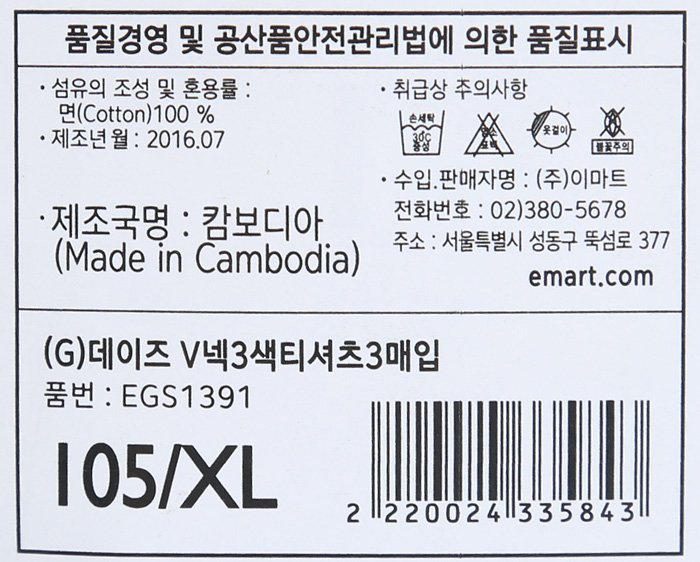 품질경영 및 공산품안전관리법에 의한 품질표시
· 섬유의 조성 및 혼용률 :
면(Cotton)100 %
· 제조년월 : 2016.07
· 제조국명 : 캄보디아
(Made in Cambodia)
· 취급상 주의사항
손세탁
30℃
중성
염소
표백
옷걸이
불꽃주의
· 수입.판매자명 : (주)이마트
전화번호 : 02)380-5678
주소 : 서울특별시 성동구 뚝섬로 377
emart.com
(G)데이즈 V넥3색티셔츠3매입
품번 : EGS1391
105/XL
2 220024 335843